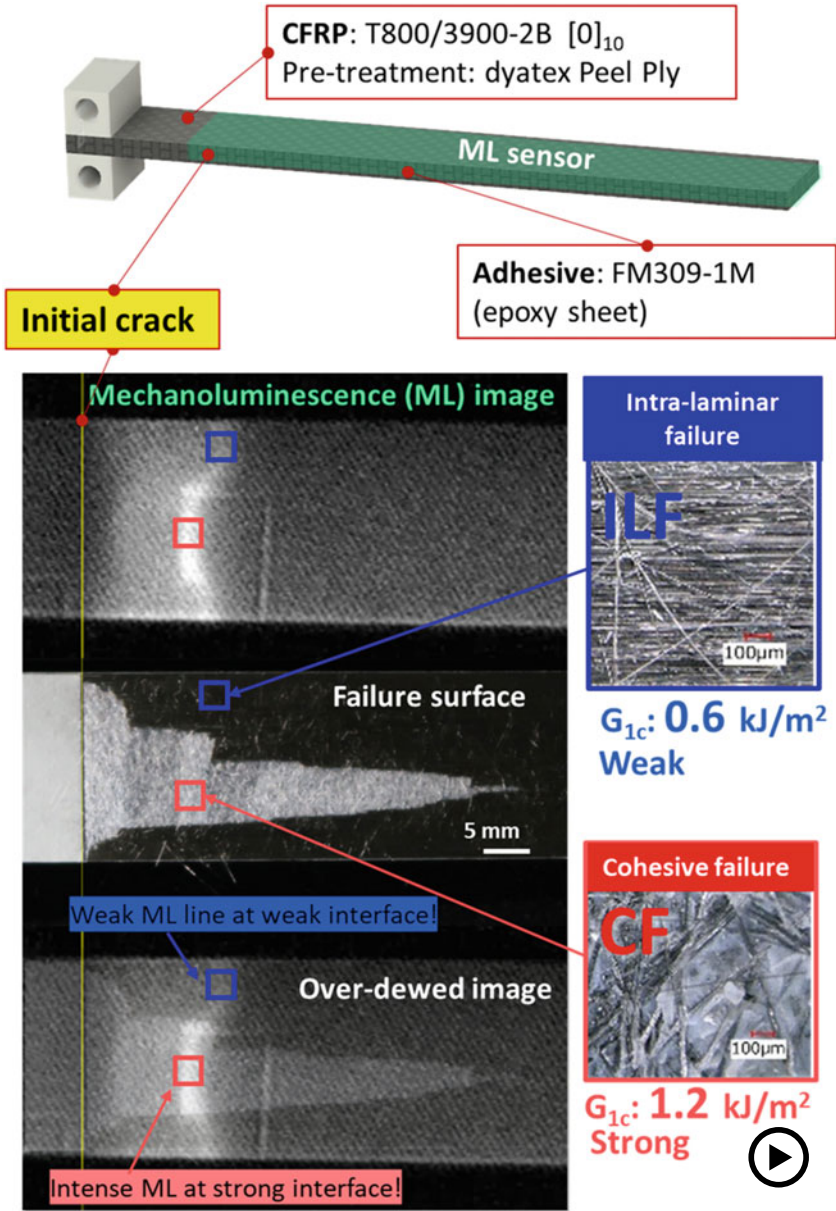 CFRP: T800/3900-2B [0]₁₀
Pre-treatment: dyatex Peel Ply
ML sensor
Adhesive: FM309-1M
(epoxy sheet)
Initial crack
Mechanoluminescence (ML) image
Intra-laminar
failure
ILF
100µm
G₁c: 0.6 kJ/m²
Weak
Failure surface
5 mm
Cohesive failure
CF
100µm
G₁c: 1.2 kJ/m²
Strong
Weak ML line at weak interface!
Over-dewed image
Intense ML at strong interface!